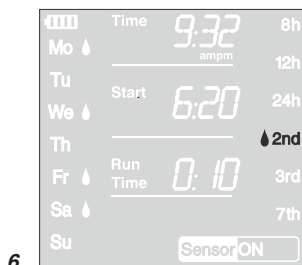 Time 9:32 8h
Mo ampm
12h
Tu
Start 6:20 24h
We
2nd
Th
Run Time 0:10 3rd
Fr
Sa 7th
Su
Sensor ON
6